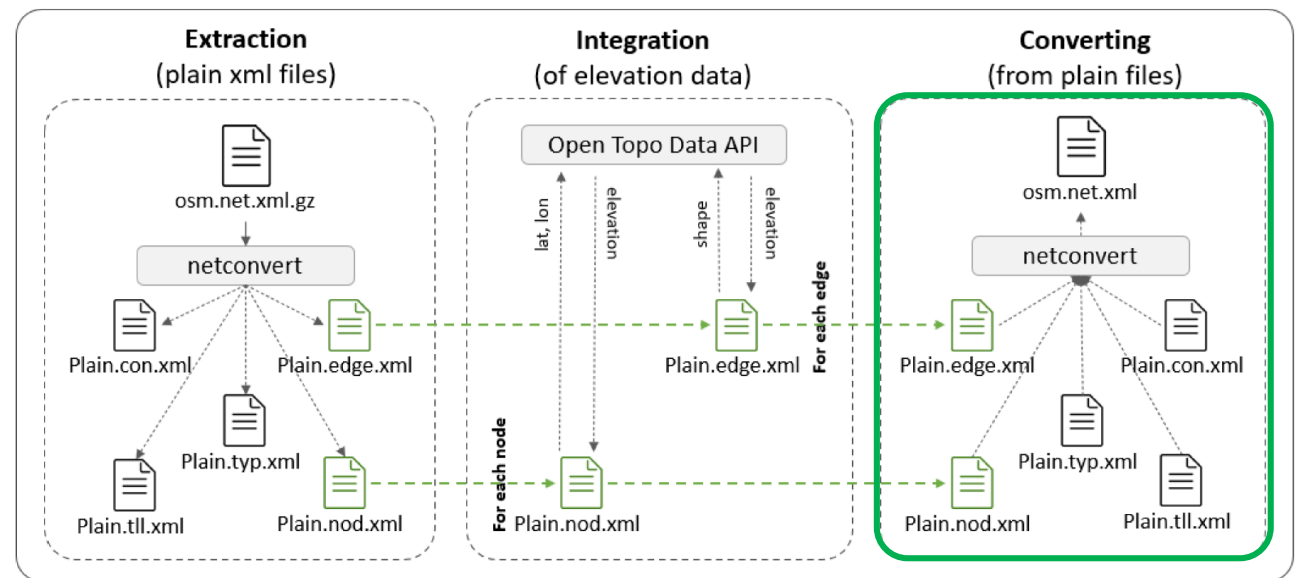 Extraction
(plain xml files)
osm.net.xml.gz
netconvert
Plain.con.xml
Plain.edge.xml
Plain.typ.xml
Plain.tll.xml
Plain.nod.xml
Integration
(of elevation data)
Open Topo Data API
lat, lon
elevation
shape
elevation
Plain.edge.xml
For each edge
For each node
Plain.nod.xml
Converting
(from plain files)
osm.net.xml
netconvert
Plain.edge.xml
Plain.con.xml
Plain.typ.xml
Plain.nod.xml
Plain.tll.xml